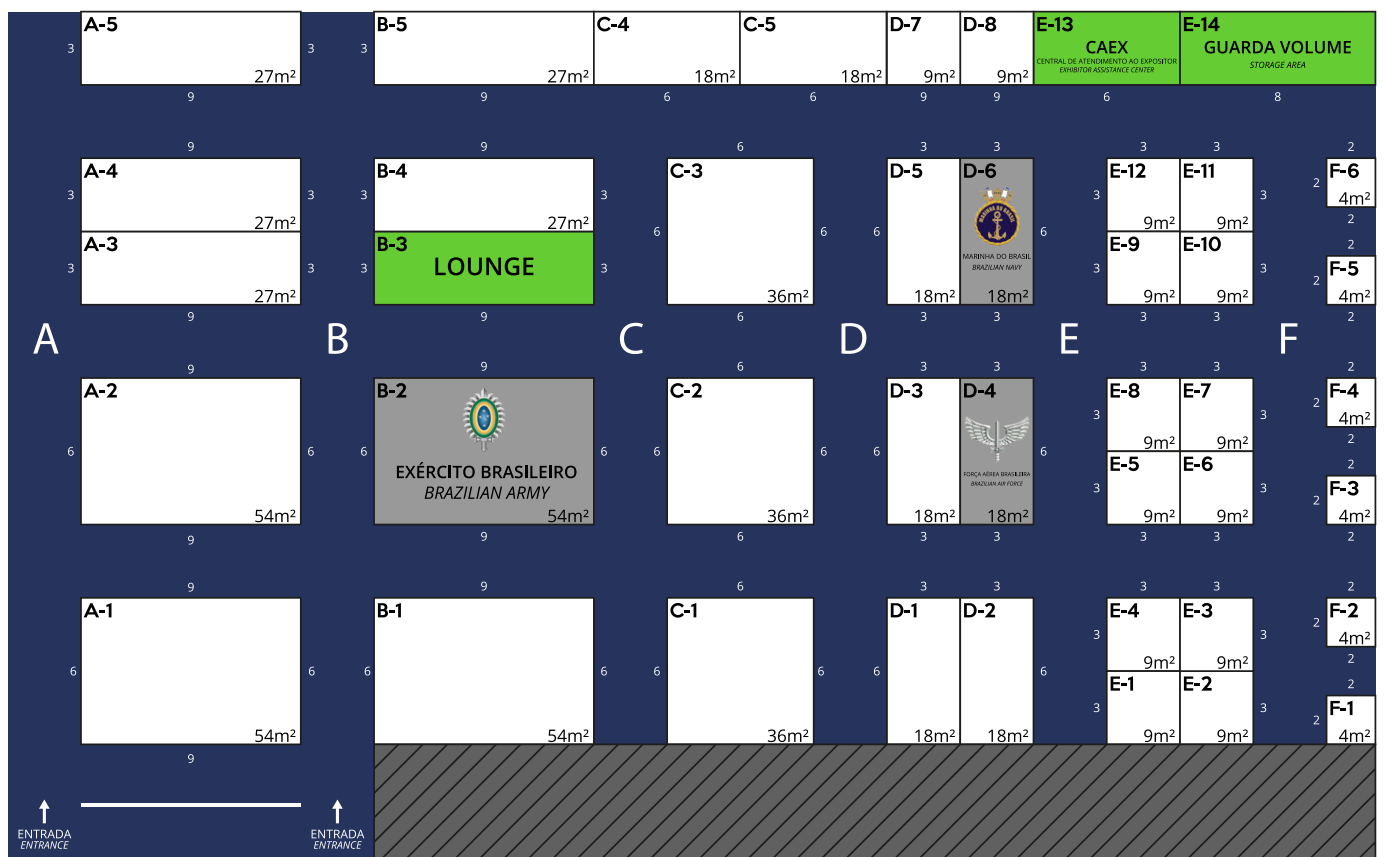 A-5 B-5 C-4 C-5 D-7 D-8 E-13 E-14
CAEX GUARDA VOLUME
CENTRAL DE ATENDIMENTO AO EXPOSITOR STORAGE AREA
EXHIBITOR ASSISTANCE CENTER
3 3 3
27m² 27m² 18m² 18m² 9m² 9m²
9 9 6 6 9 9 6 8
9 9 6 3 3 3 3 2
A-4 B-4 C-3 D-5 D-6 E-12 E-11 F-6
3 3 3 3 3 3 2
4m²
27m² 27m² 9m² 9m²
2
MARINHA DO BRASIL
6 6 6 6
A-3 B-3 E-9 E-10
2
MARINHA DO BRASIL
BRAZILIAN NAVY
LOUNGE
F-5
3 3 3 3 3 3 2
27m² 36m² 18m² 18m² 9m² 9m² 4m²
9 9 6 3 3 3 3 2
A B C D E F
9 9 6 3 3 3 3 2
A-2 B-2 C-2 D-3 D-4 E-8 E-7 F-4
3 3 2
4m²
2
6 6 6 6 6 6 6 6
9m² 9m²
E-5 E-6
2
EXÉRCITO BRASILEIRO
FORÇA AÉREA BRASILEIRA
BRAZILIAN AIR FORCE
BRAZILIAN ARMY
F-3
3 3 2
54m² 54m² 36m² 18m² 18m² 9m² 9m² 4m²
9 9 6 3 3 3 3 2
9 9 6 3 3 3 3 2
A-1 B-1 C-1 D-1 D-2 E-4 E-3 F-2
3 3 2
4m²
2
9m² 9m²
6 6 6 6 6 6 6 6
E-1 E-2
2
F-1
3 3 2
54m² 54m² 36m² 18m² 18m² 9m² 9m² 4m²
9
ENTRADA ENTRADA
ENTRANCE ENTRANCE